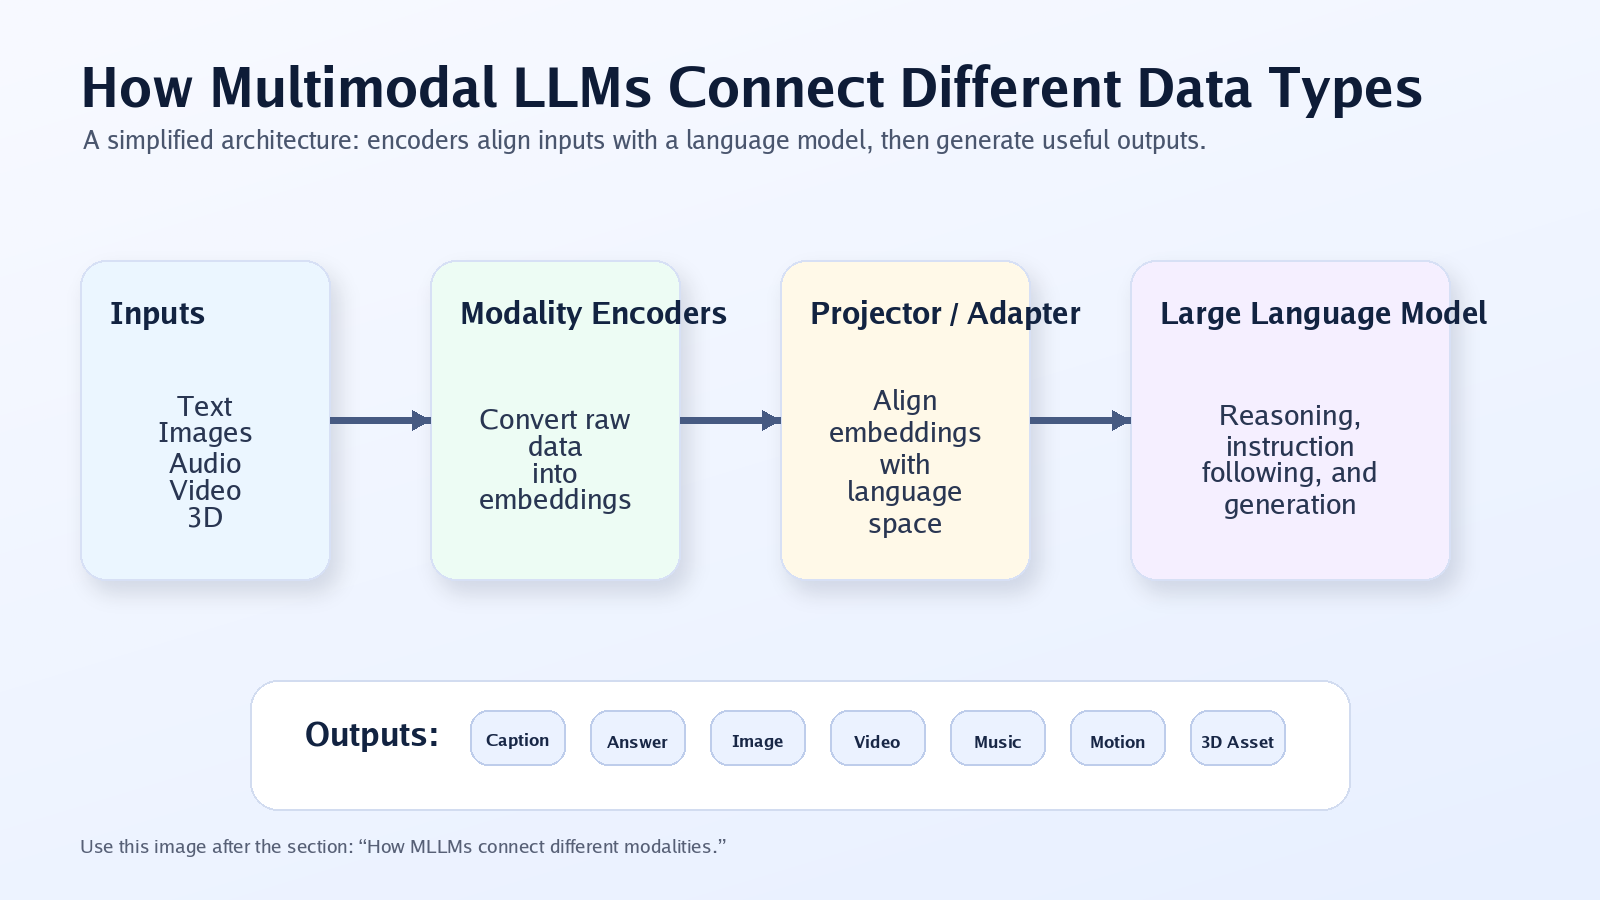 How Multimodal LLMs Connect Different Data Types
A simplified architecture: encoders align inputs with a language model, then generate useful outputs.
Inputs
Text
Images
Audio
Video
3D
Modality Encoders
Convert raw
data
into
embeddings
Projector / Adapter
Align
embeddings
with
language
space
Large Language Model
Reasoning,
instruction
following, and
generation
Outputs:
Caption
Answer
Image
Video
Music
Motion
3D Asset
Use this image after the section: “How MLLMs connect different modalities.”